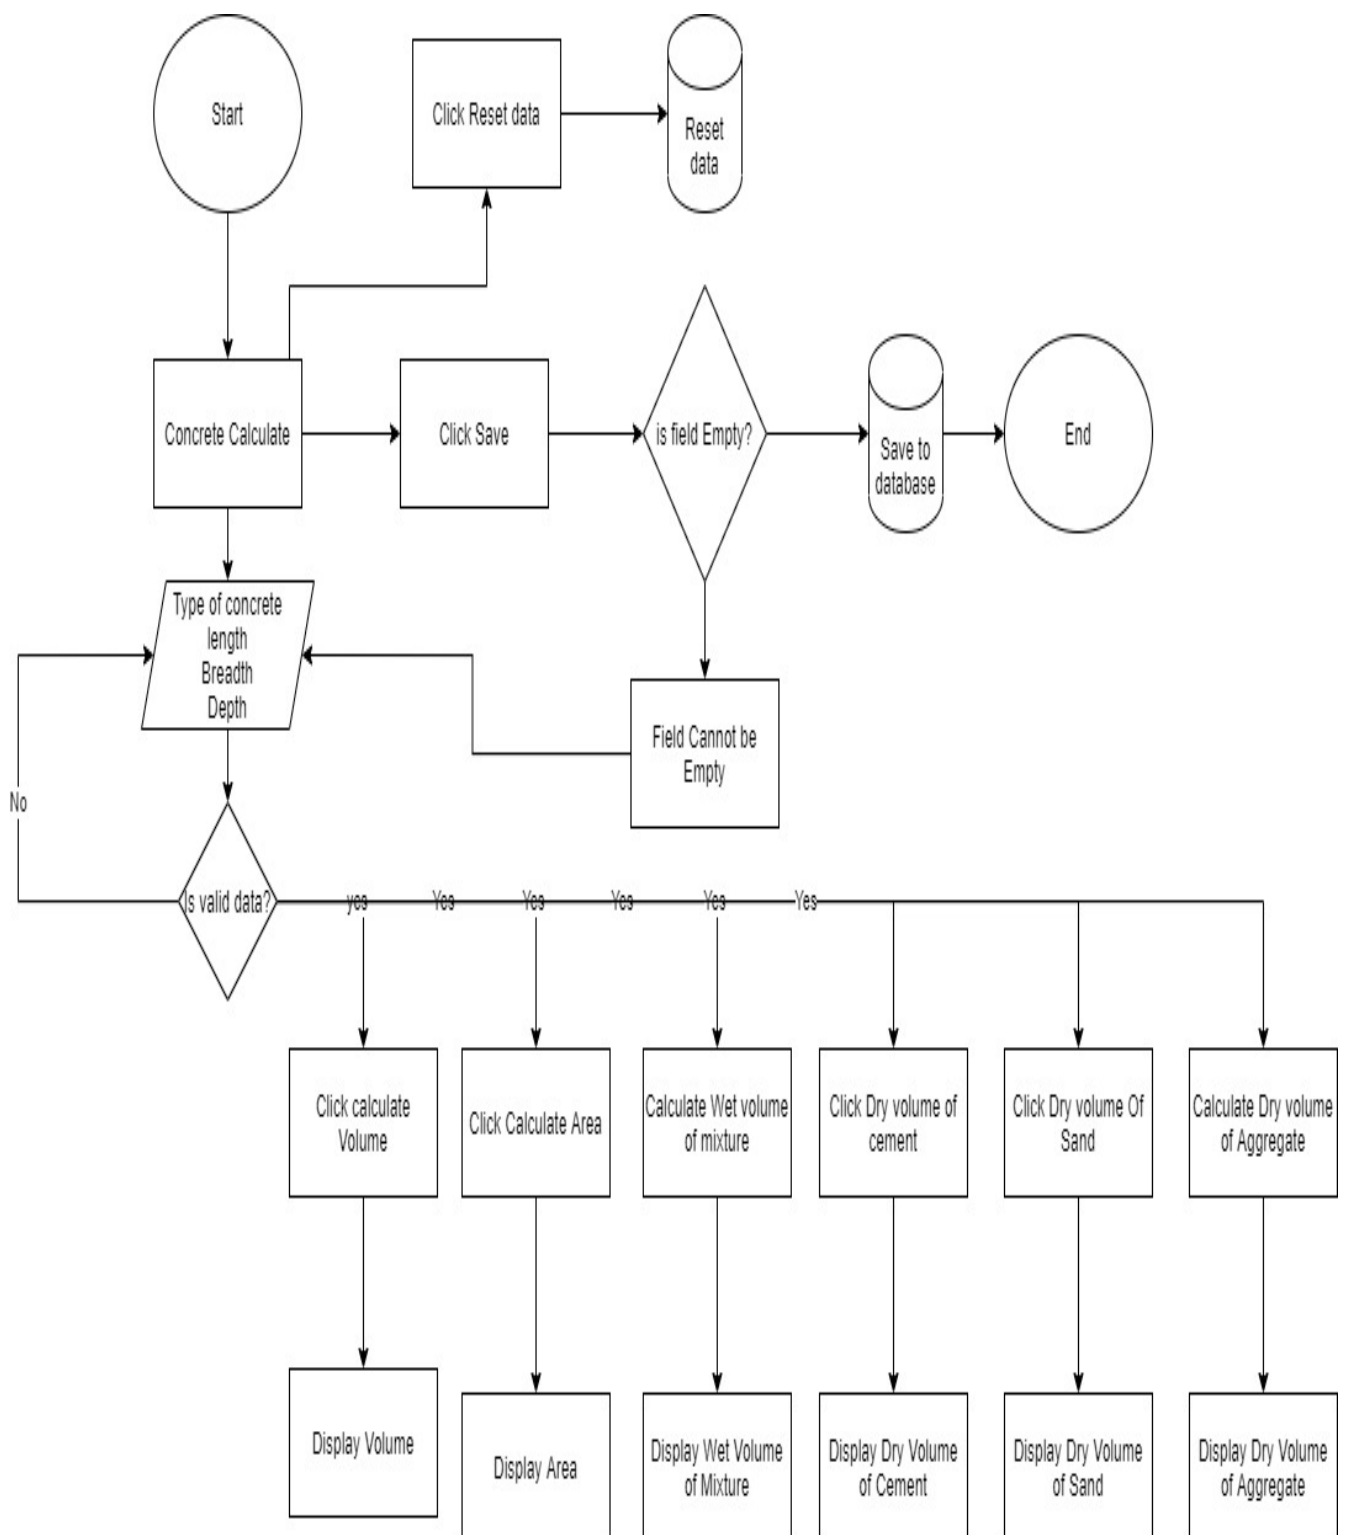 Start
Click Reset data
Reset
data
Concrete Calculate
Click Save
is field Empty?
Save to
database
End
Type of concrete
length
Breadth
Depth
Field Cannot be
Empty
No
Is valid data?
yes
Yes
Yes
Yes
Yes
Yes
Click calculate
Volume
Click Calculate Area
Calculate Wet volume
of mixture
Click Dry volume of
cement
Click Dry volume Of
Sand
Calculate Dry volume
of Aggregate
Display Volume
Display Area
Display Wet Volume
of Mixture
Display Dry Volume
of Cement
Display Dry Volume
of Sand
Display Dry Volume
of Aggregate